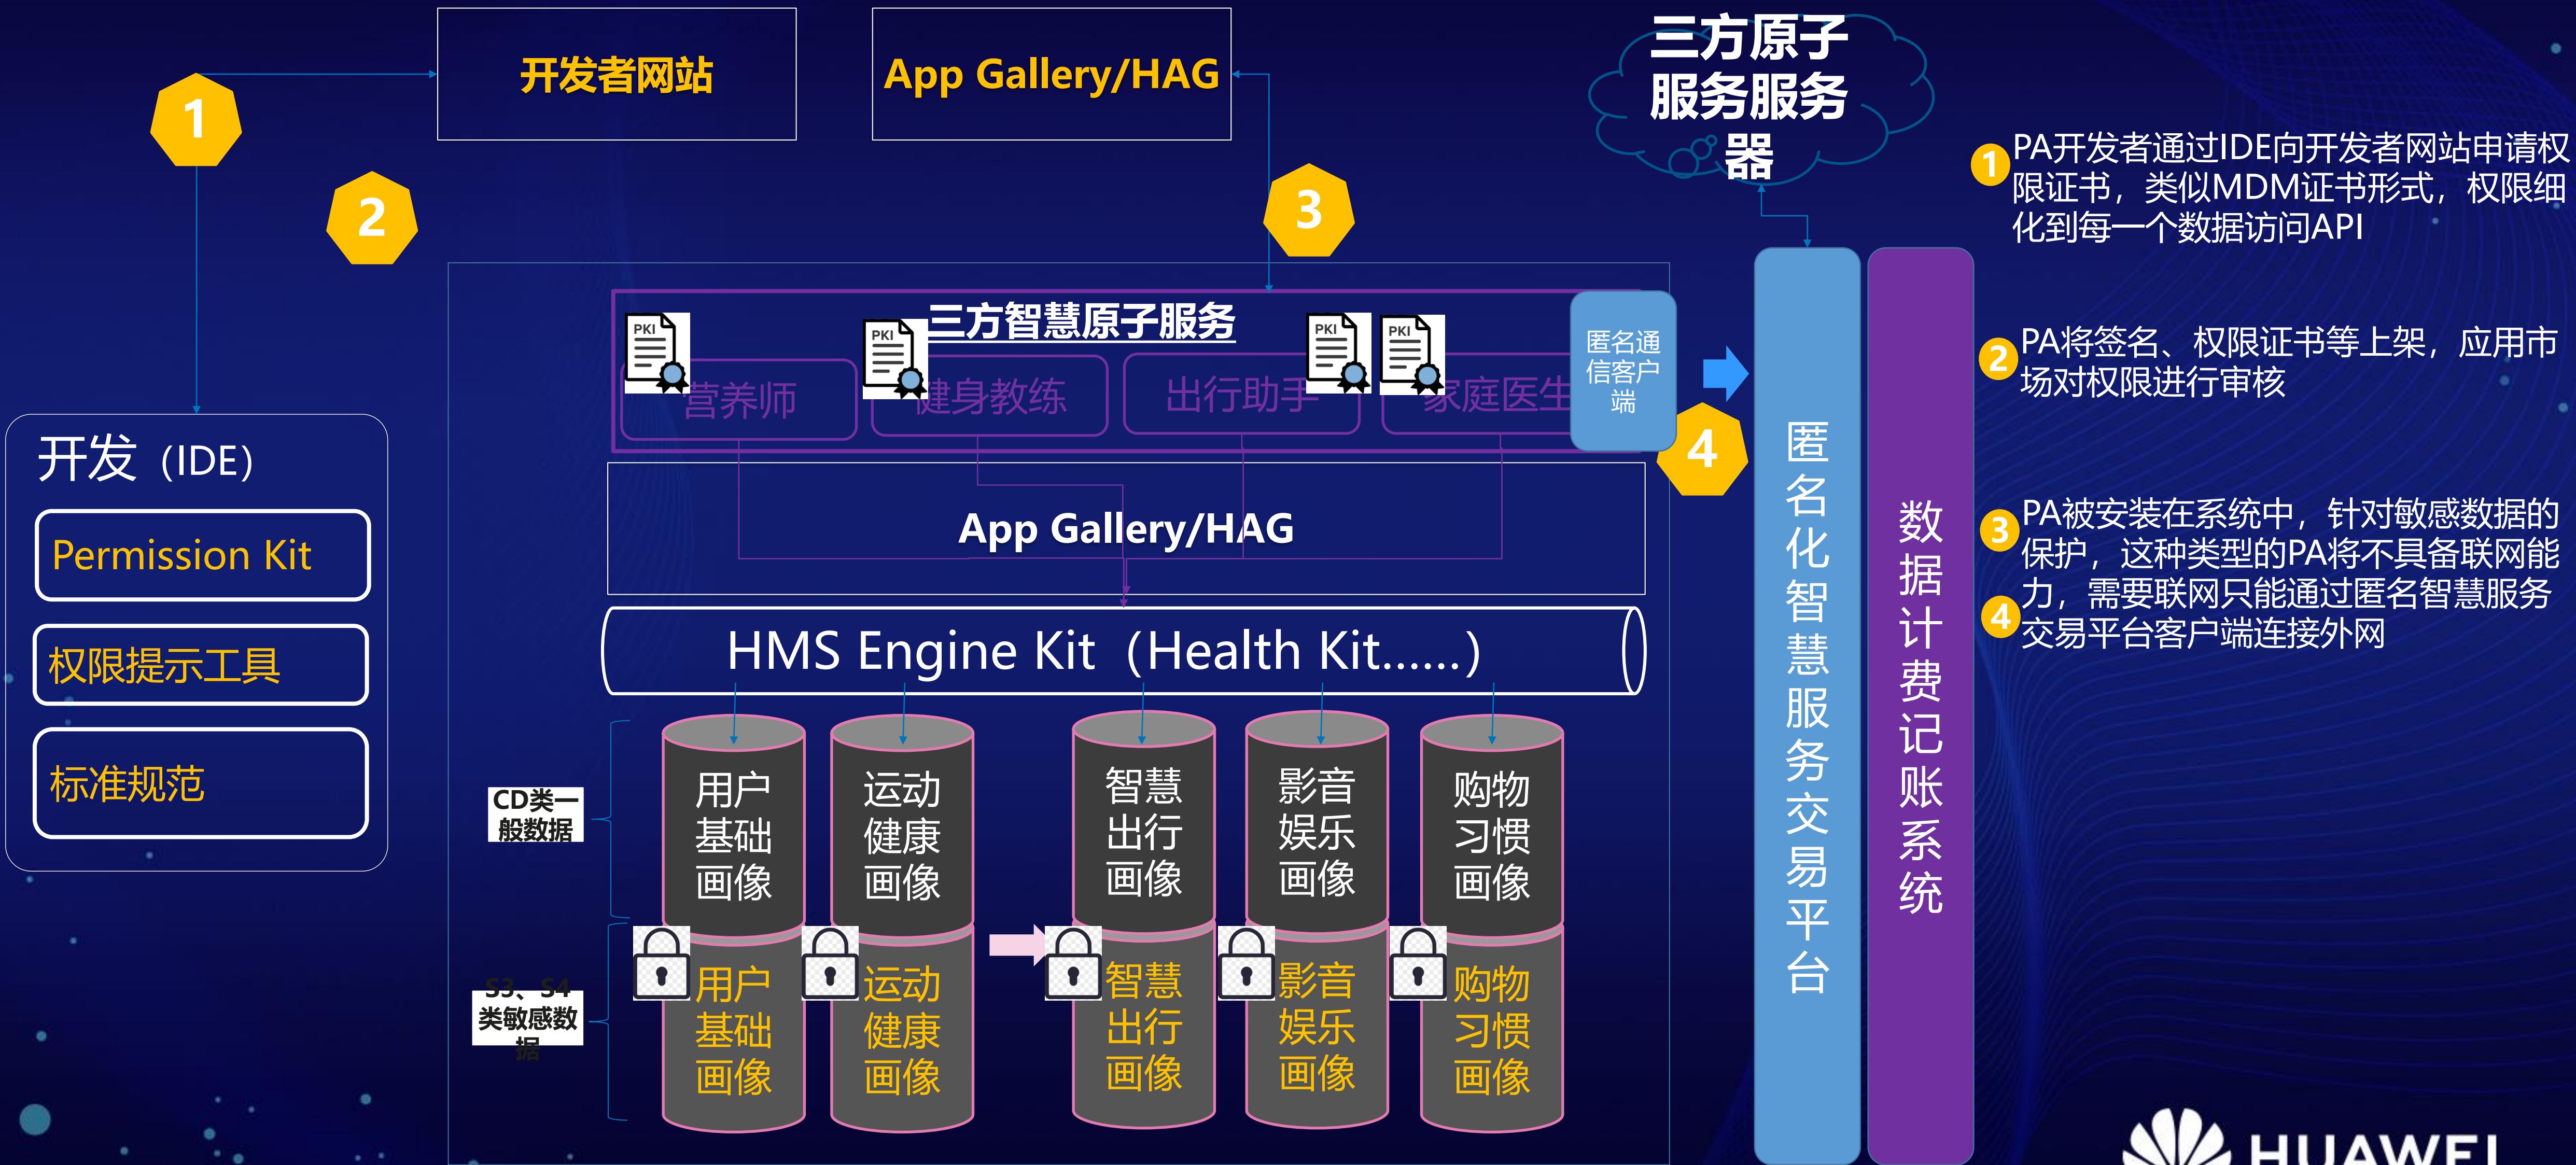 开发者网站
App Gallery/HAG
三方原子
服务服务
器
1
2
3
开发（IDE）
Permission Kit
权限提示工具
标准规范
三方智慧原子服务
PKI
PKI
PKI
PKI
营养师
健身教练
出行助手
家庭医生
匿名通
信客户
端
4
App Gallery/HAG
HMS Engine Kit（Health Kit……）
CD类一
般数据
用户
基础
画像
运动
健康
画像
智慧
出行
画像
影音
娱乐
画像
购物
习惯
画像
S3、S4
类敏感数
据
用户
基础
画像
运动
健康
画像
智慧
出行
画像
影音
娱乐
画像
购物
习惯
画像
匿名化智慧服务交易平台
数据计费记账系统
1
PA开发者通过IDE向开发者网站申请权
限证书，类似MDM证书形式，权限细
化到每一个数据访问API
2
PA将签名、权限证书等上架，应用市
场对权限进行审核
3
PA被安装在系统中，针对敏感数据的
保护，这种类型的PA将不具备联网能
力，需要联网只能通过匿名智慧服务
4
交易平台客户端连接外网
HUAWEI